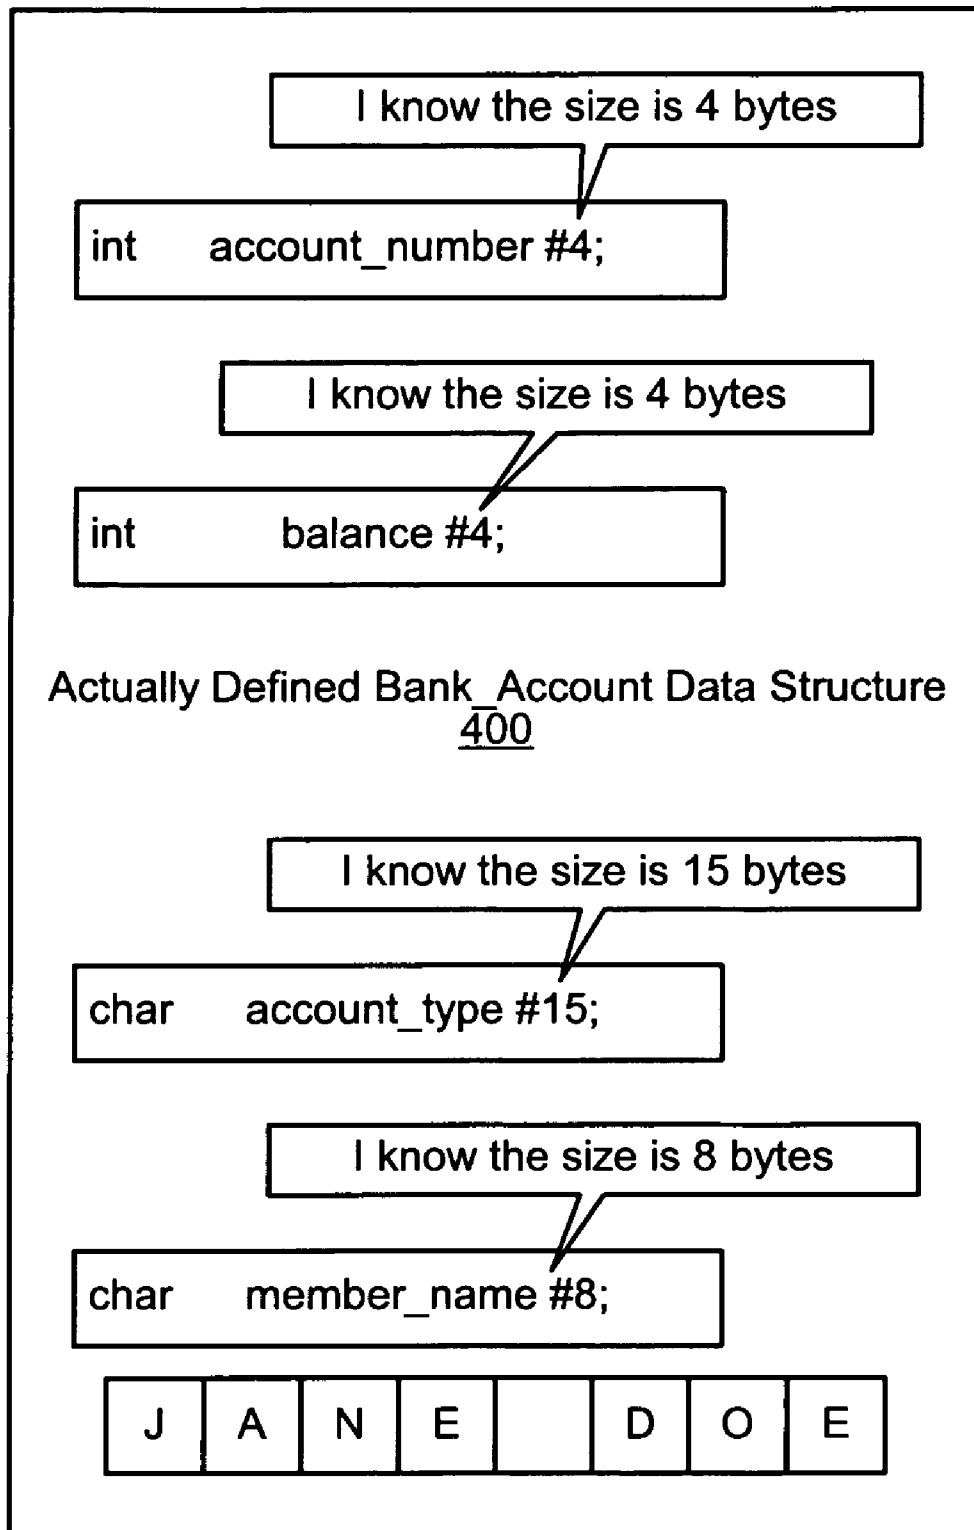 I know the size is 4 bytes
int account_number #4;
I know the size is 4 bytes
int balance #4;
Actually Defined Bank_Account Data Structure
400
I know the size is 15 bytes
char account_type #15;
I know the size is 8 bytes
char member_name #8;
J A N E D O E